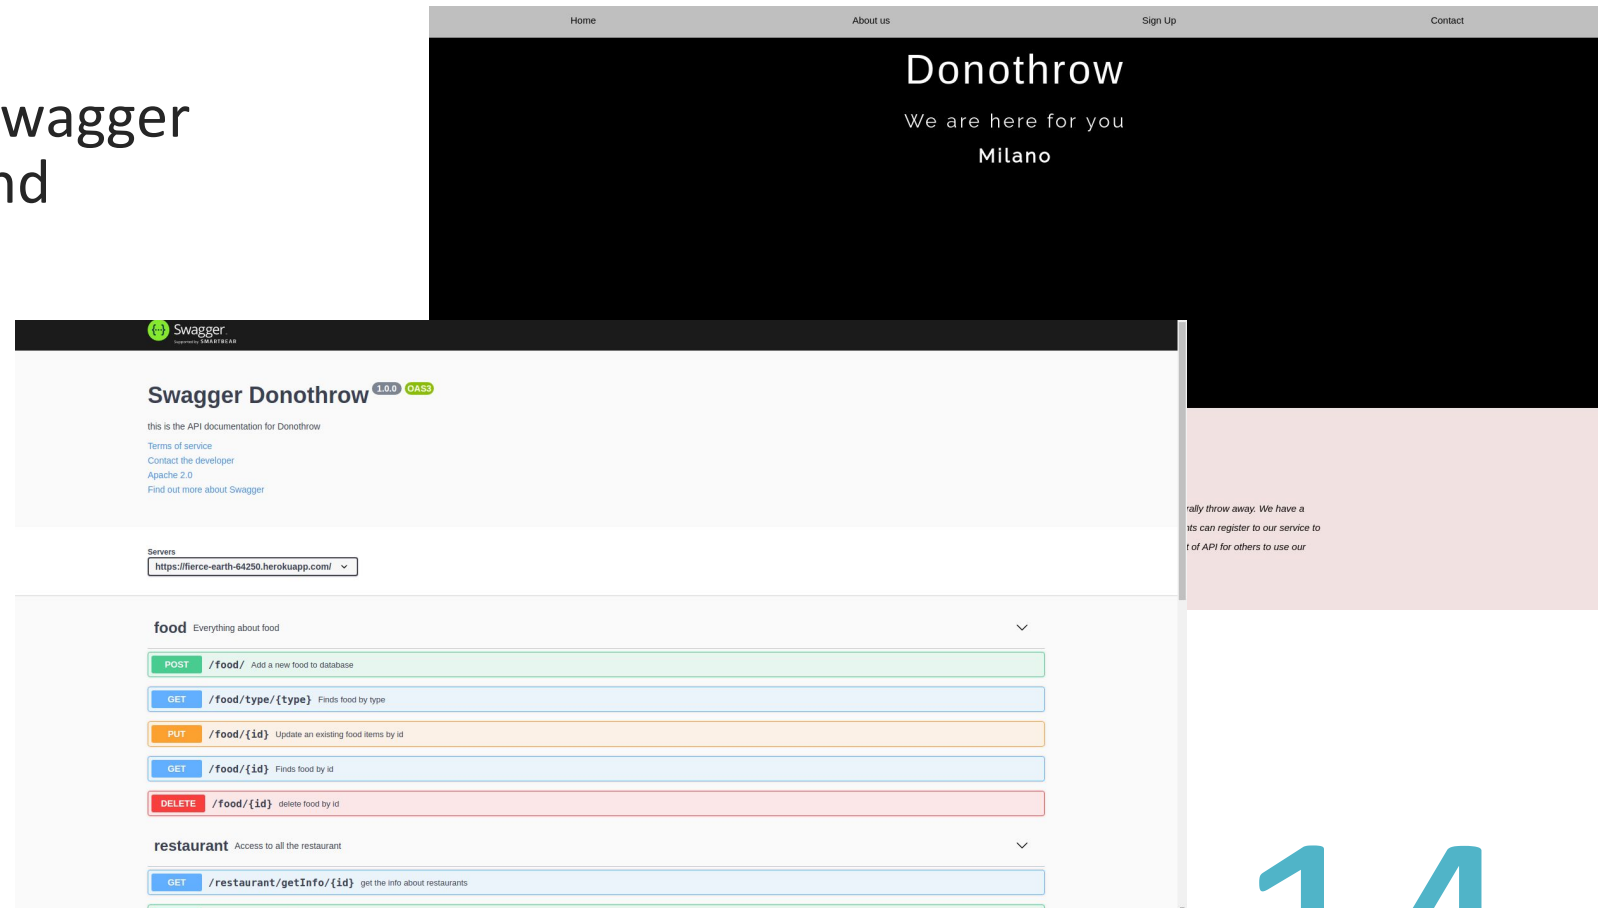 wagger
nd
Home About us Sign Up Contact
Donothrow
We are here for you
Milano
Swagger.
Supported by SMARTBEAR
Swagger Donothrow 1.0.0 OAS3
this is the API documentation for Donothrow
Terms of service
Contact the developer
Apache 2.0
Find out more about Swagger
Servers
https://fierce-earth-64250.herokuapp.com/
food Everything about food
POST /food/ Add a new food to database
GET /food/type/{type} Finds food by type
PUT /food/{id} Update an existing food items by id
GET /food/{id} Finds food by id
DELETE /food/{id} delete food by id
restaurant Access to all the restaurant
GET /restaurant/getInfo/{id} get the info about restaurants
rally throw away. We have a
nts can register to our service to
t of API for others to use our
14